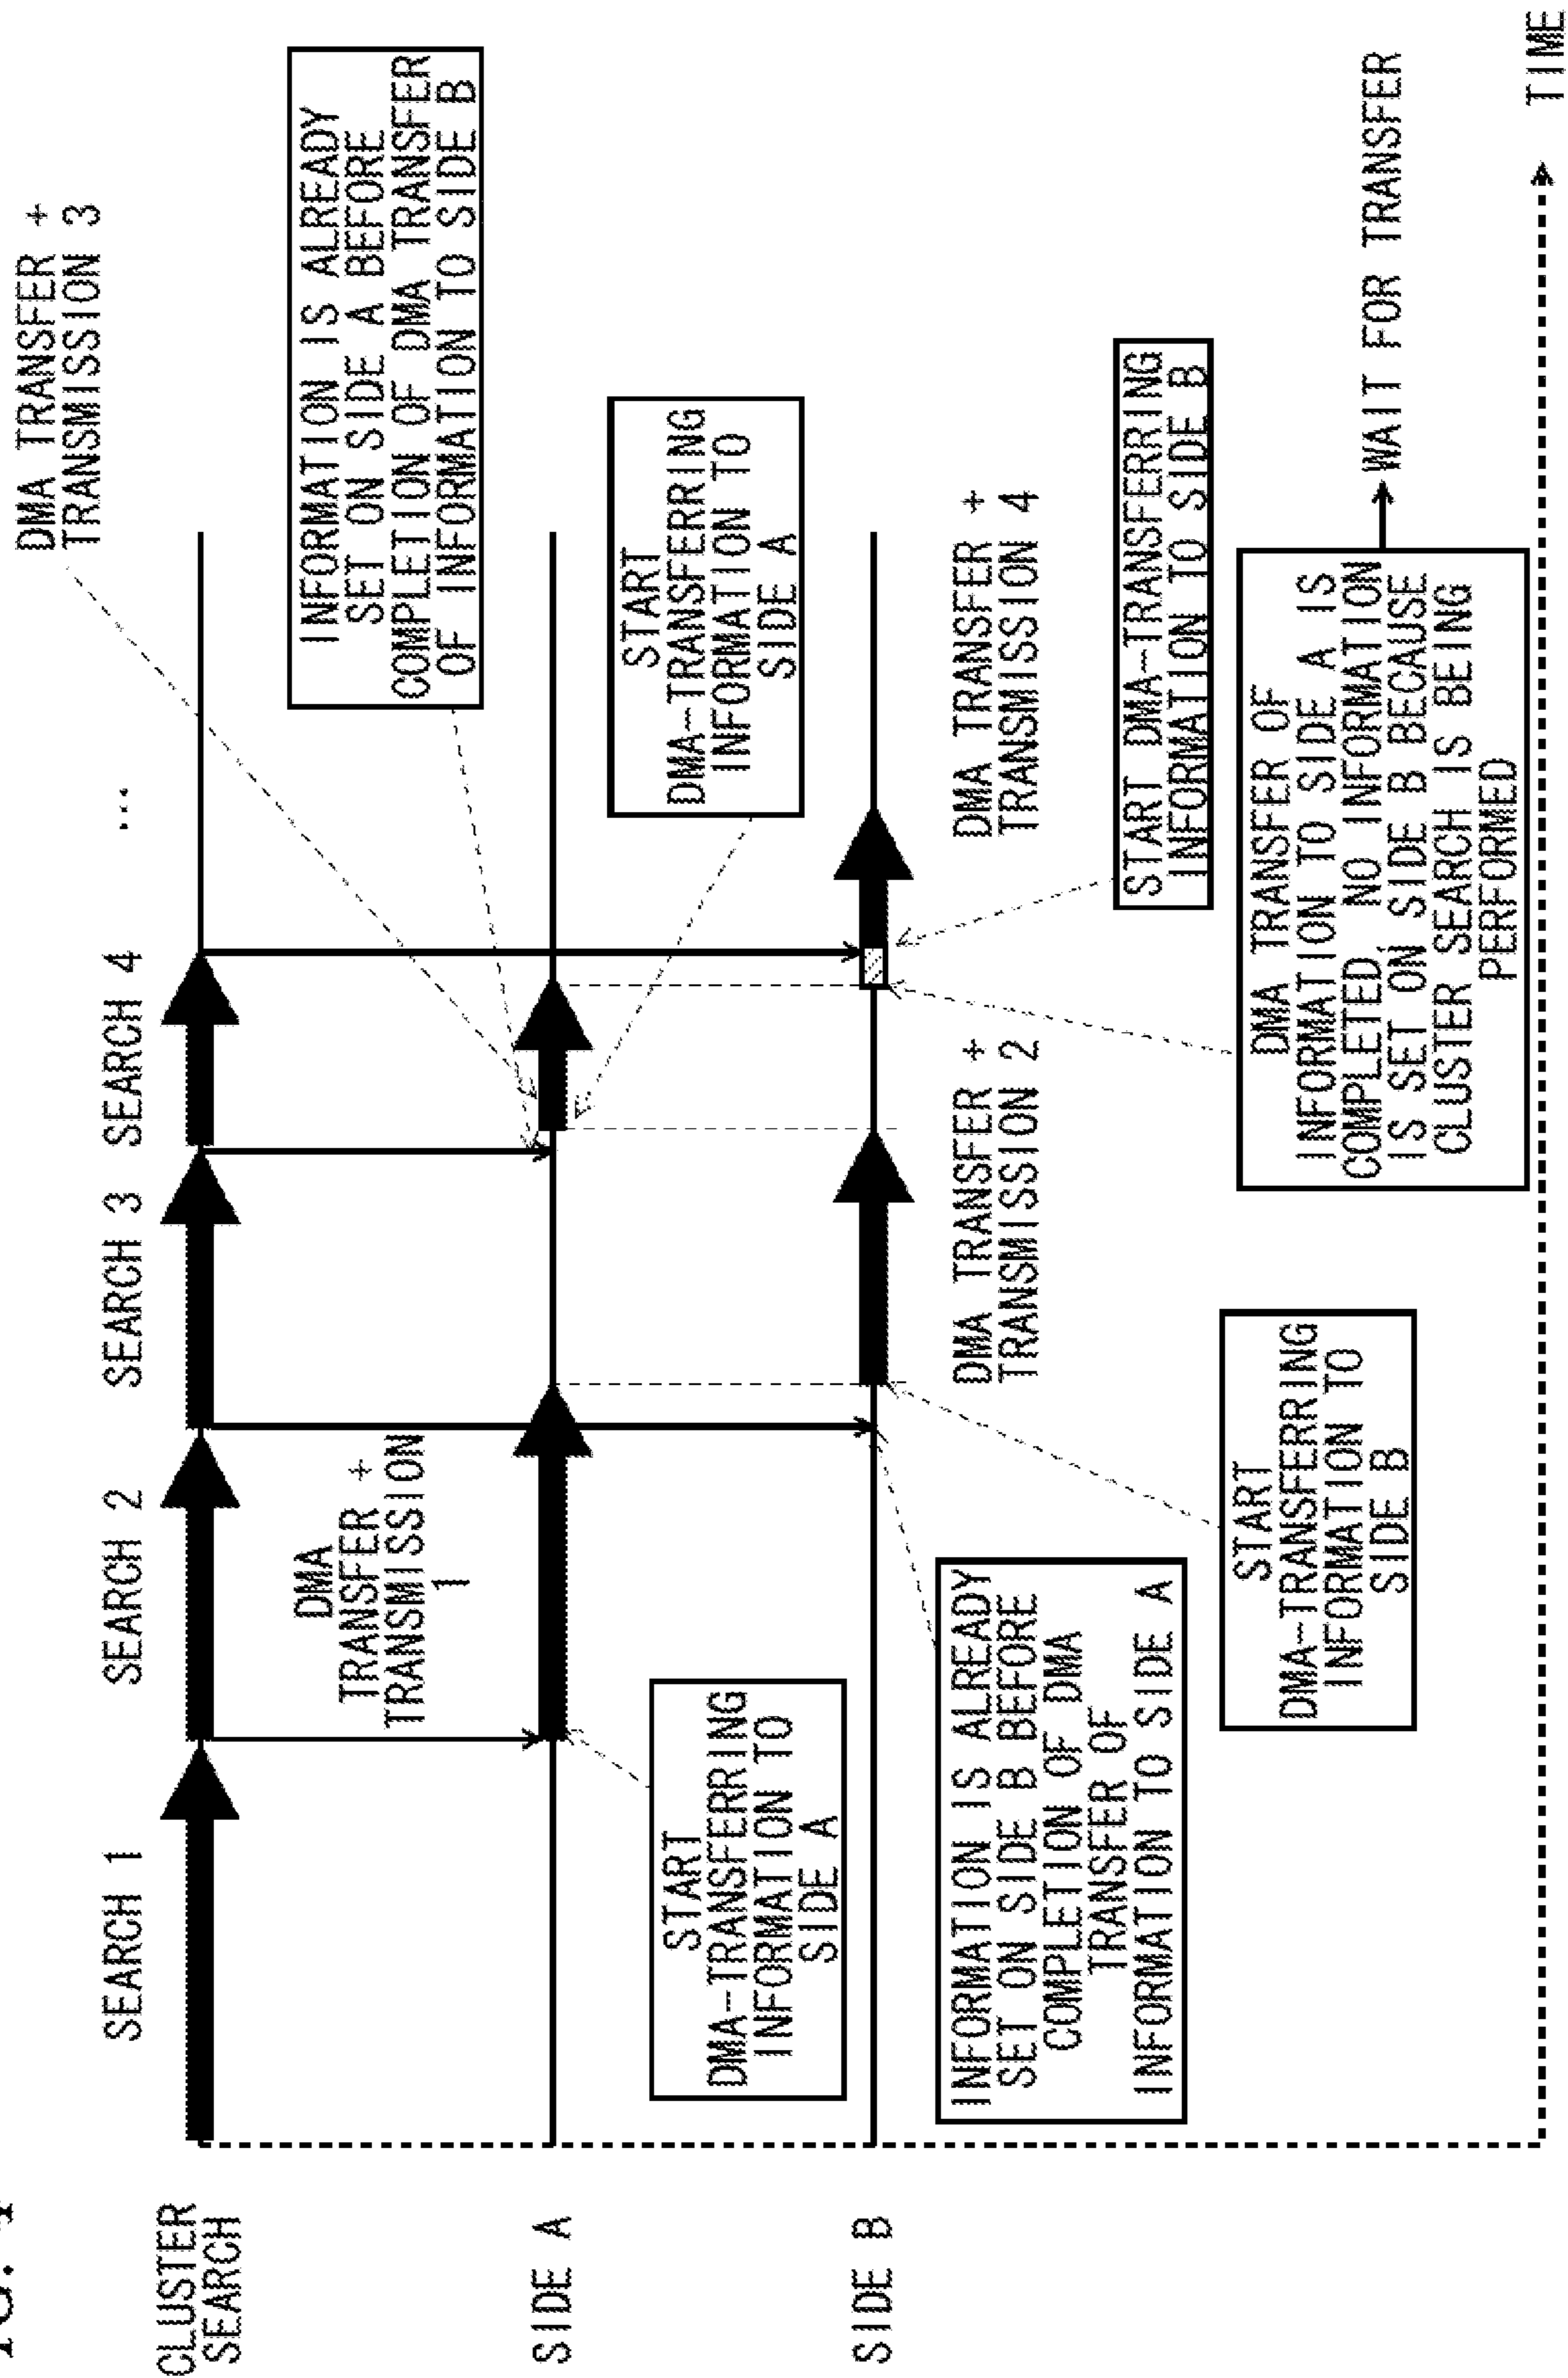 DMA TRANSFER +
TRANSMISSION 3
INFORMATION IS ALREADY
SET ON SIDE A BEFORE
COMPLETION OF DMA TRANSFER
OF INFORMATION TO SIDE B
START
DMA-TRANSFERRING
INFORMATION TO
SIDE A
SEARCH 1
SEARCH 2
SEARCH 3
SEARCH 4
...
CLUSTER
SEARCH
DMA
TRANSFER +
TRANSMISSION
1
SIDE A
START
DMA-TRANSFERRING
INFORMATION TO
SIDE A
SIDE B
INFORMATION IS ALREADY
SET ON SIDE B BEFORE
COMPLETION OF DMA
TRANSFER OF
INFORMATION TO SIDE A
DMA TRANSFER +
TRANSMISSION 2
DMA TRANSFER +
TRANSMISSION 4
START DMA-TRANSFERRING
INFORMATION TO SIDE B
START
DMA-TRANSFERRING
INFORMATION TO
SIDE B
DMA TRANSFER OF
INFORMATION TO SIDE A IS
COMPLETED, NO INFORMATION
IS SET ON SIDE B BECAUSE
CLUSTER SEARCH IS BEING
PERFORMED
WAIT FOR TRANSFER
TIME